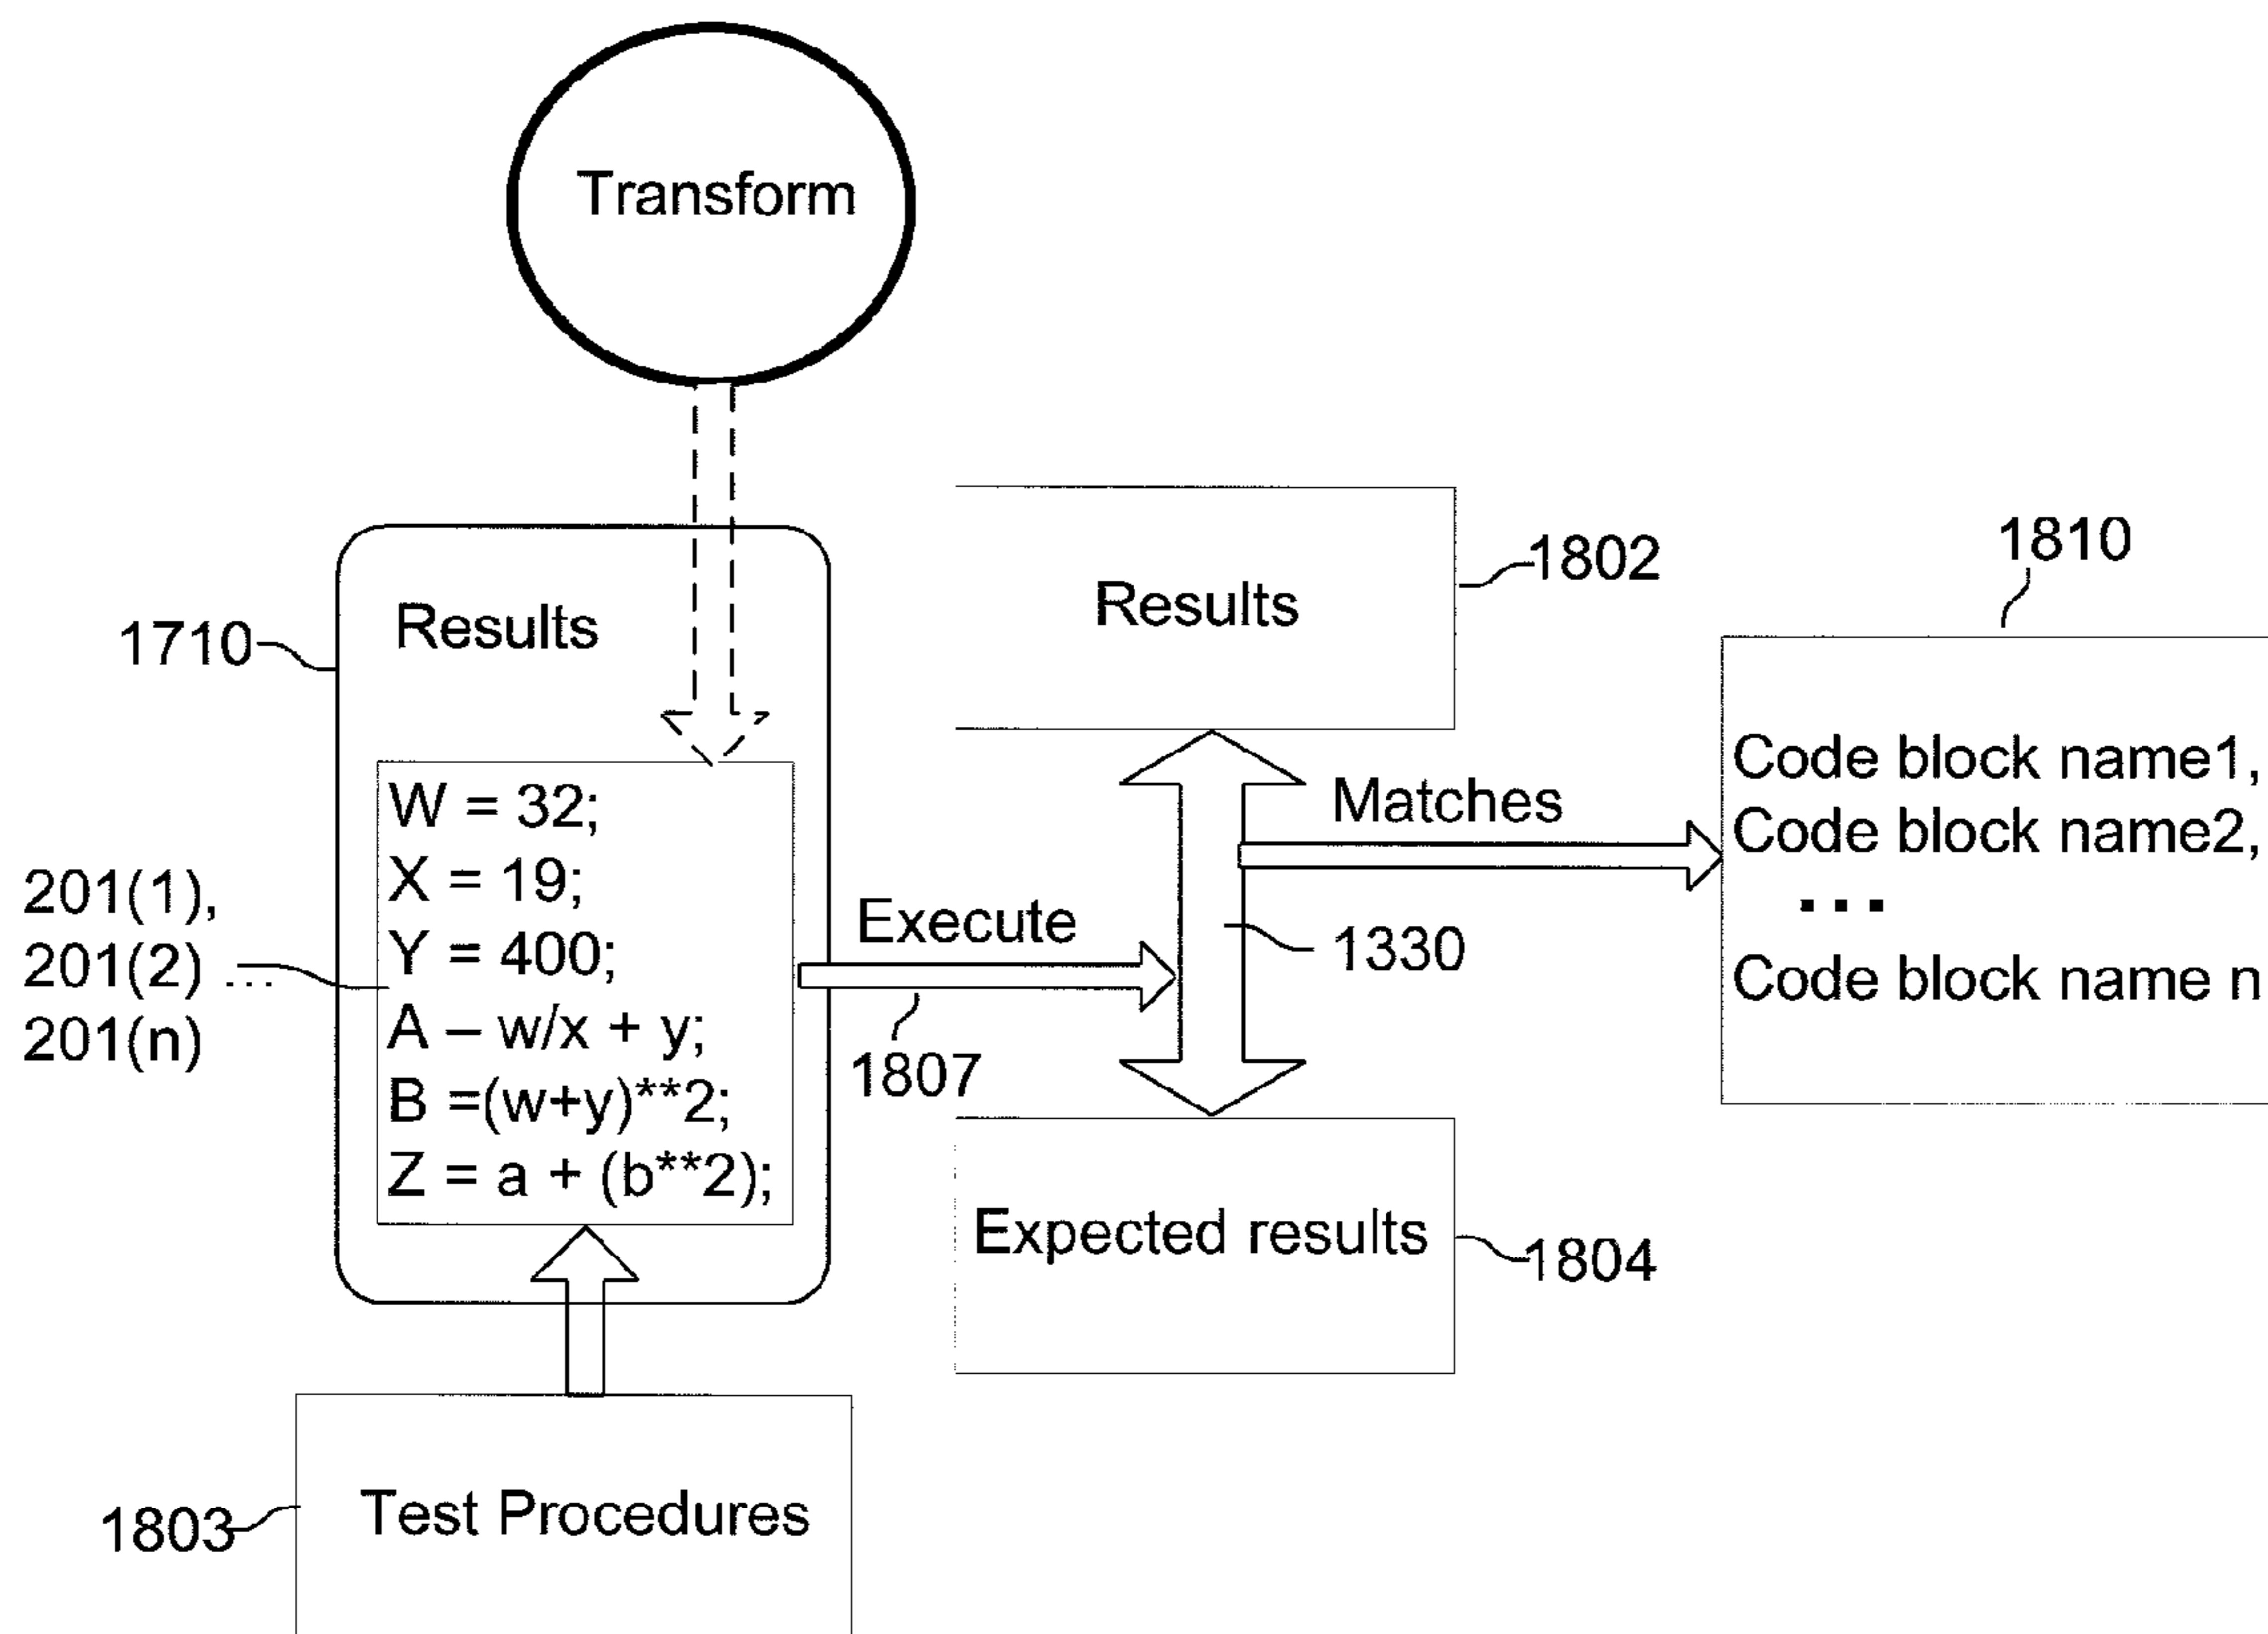 Transform
1710
Results
W = 32;
X = 19;
Y = 400;
A – w/x + y;
B =(w+y)**2;
Z = a + (b**2);
201(1),
201(2) ...
201(n)
1803
Test Procedures
Execute
1807
Results
1802
1330
Matches
Expected results
1804
1810
Code block name1,
Code block name2,
...
Code block name n